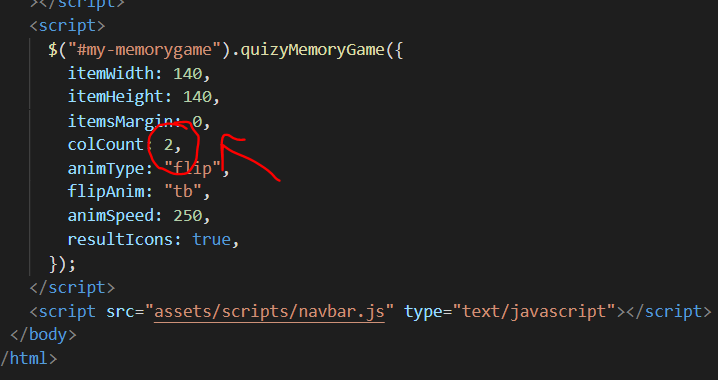 ></script>
<script>
$("#my-memorygame").quizyMemoryGame({
itemWidth: 140,
itemHeight: 140,
itemsMargin: 0,
colCount: 2,
animType: "flip",
flipAnim: "tb",
animSpeed: 250,
resultIcons: true,
});
</script>
<script src="assets/scripts/navbar.js" type="text/javascript"></script>
</body>
/html>